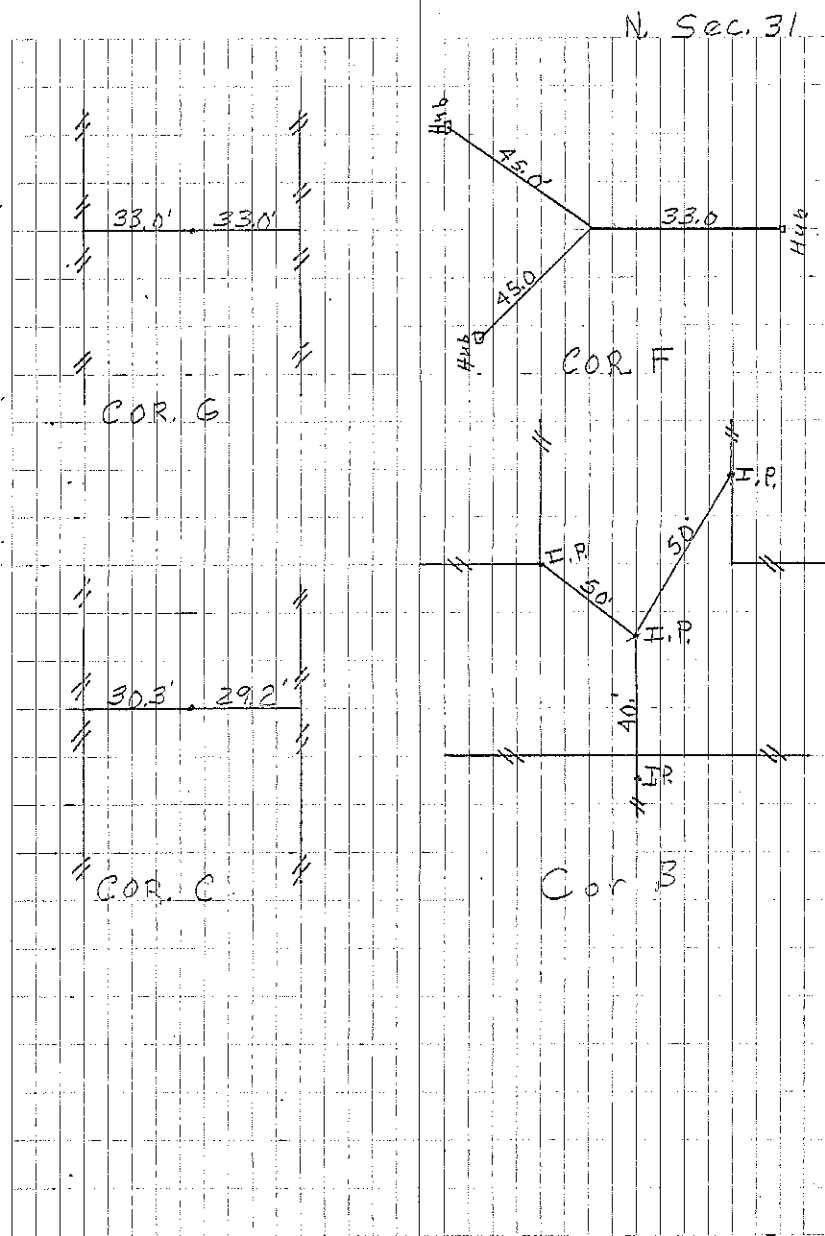 N. Sec. 31
33.0' 33.0'
COR. G
Hub
45.0'
33.0
Hub
45.0
Hub
COR F
30.3' 29.2'
COR. C
I.P.
I.P.
50'
50'
I.P.
40'
I.P.
Cor B